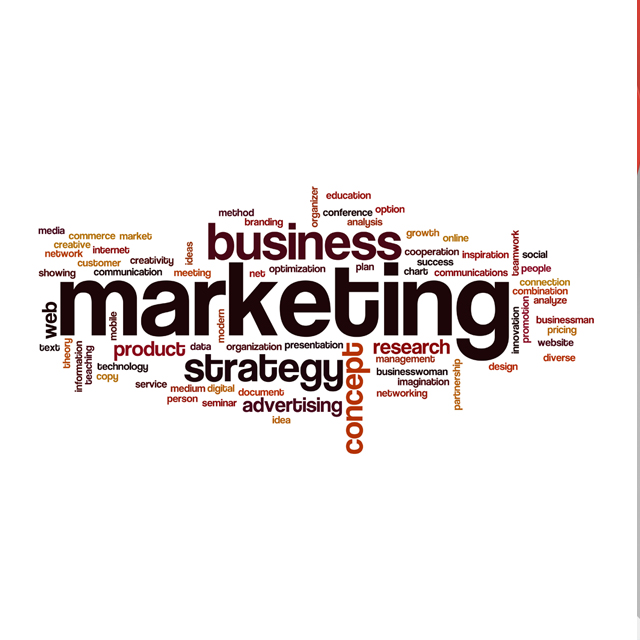 education
organizer
method
conference
option
branding
analysis
media
commerce market
business
growth
online
teamwork
creative
network
internet
ideas
cooperation
inspiration
social
customer
creativity
success
people
showing
communication
meeting
net
optimization
plan
chart
communications
connection
marketing
combination
analyze
web
mobile
modern
innovation
promotion
businessman
pricing
text
theory
information
teaching
product
data
organization
presentation
concept
research
website
technology
strategy
management
diverse
copy
businesswoman
partnership
design
service
medium
digital
document
imagination
person
seminar
advertising
networking
idea